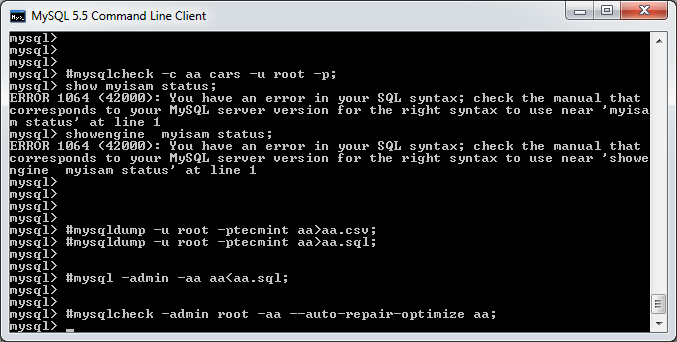 MySQL 5.5 Command Line Client
mysql>
mysql>
mysql>
mysql> #mysqlcheck -c aa cars -u root -p;
mysql> show myisam status;
ERROR 1064 (42000): You have an error in your SQL syntax; check the manual that
corresponds to your MySQL server version for the right syntax to use near 'myisa
m status' at line 1
mysql> showengine  myisam status;
ERROR 1064 (42000): You have an error in your SQL syntax; check the manual that
corresponds to your MySQL server version for the right syntax to use near 'showe
ngine  myisam status' at line 1
mysql>
mysql>
mysql>
mysql>
mysql> #mysqldump -u root -ptecmint aa>aa.csv;
mysql> #mysqldump -u root -ptecmint aa>aa.sql;
mysql>
mysql>
mysql> #mysql -admin -aa aa<aa.sql;
mysql>
mysql>
mysql> #mysqlcheck -admin root -aa --auto-repair-optimize aa;
mysql> _